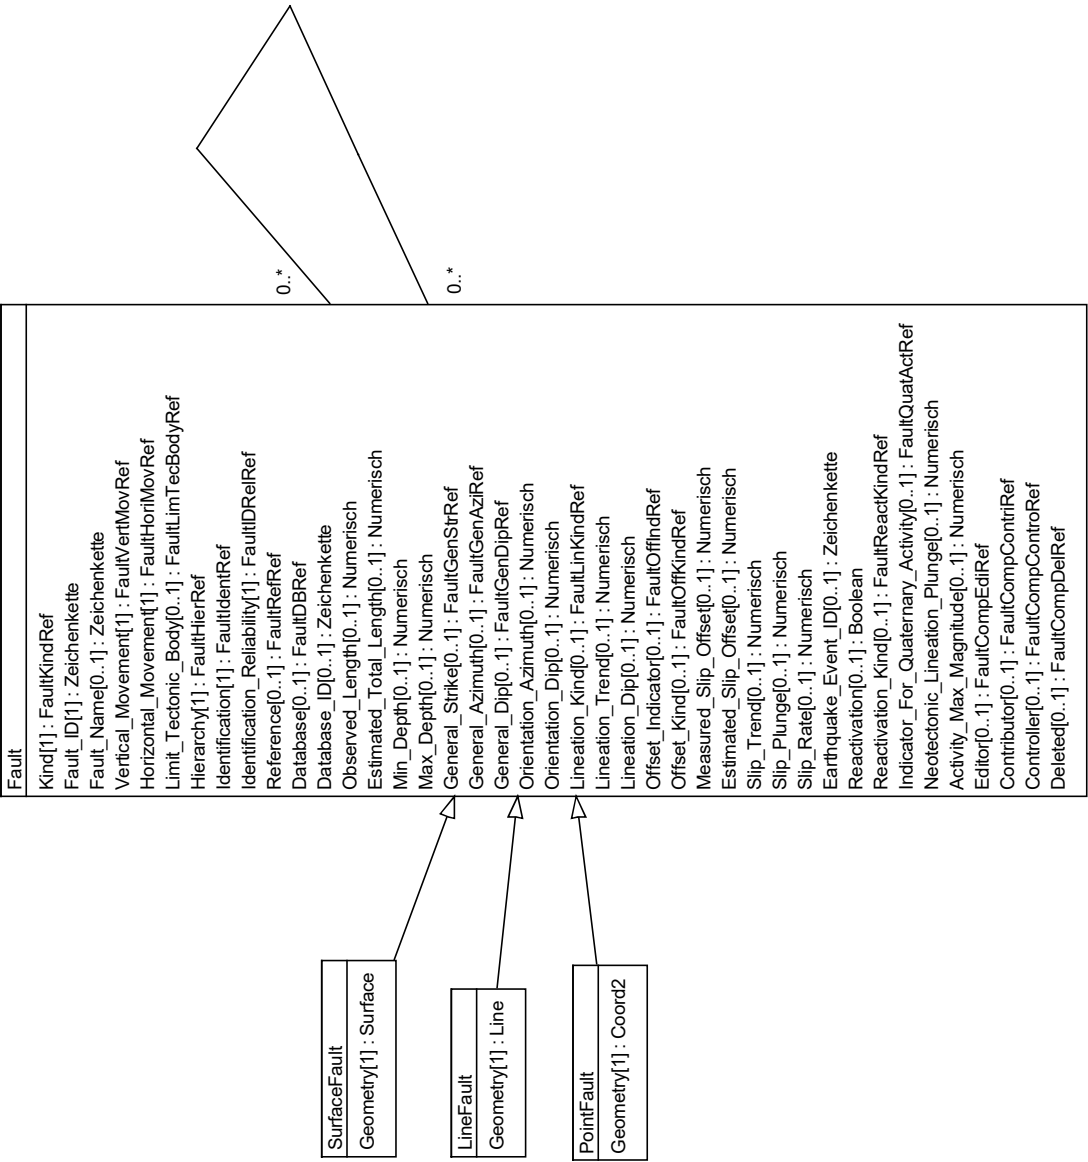 Fault
Kind[1] : FaultKindRef
Fault_ID[1] : Zeichenkette
Fault_Name[0..1] : Zeichenkette
Vertical_Movement[1] : FaultVertMovRef
Horizontal_Movement[1] : FaultHoriMovRef
Limit_Tectonic_Body[0..1] : FaultLimTecBodyRef
Hierarchy[1] : FaultHierRef
Identification[1] : FaultIdentRef
Identification_Reliability[1] : FaultIDRelRef
Reference[0..1] : FaultRefRef
Database[0..1] : FaultDBRef
Database_ID[0..1] : Zeichenkette
Observed_Length[0..1] : Numerisch
Estimated_Total_Length[0..1] : Numerisch
Min_Depth[0..1] : Numerisch
Max_Depth[0..1] : Numerisch
General_Strike[0..1] : FaultGenStrRef
General_Azimuth[0..1] : FaultGenAziRef
General_Dip[0..1] : FaultGenDipRef
Orientation_Azimuth[0..1] : Numerisch
Orientation_Dip[0..1] : Numerisch
Lineation_Kind[0..1] : FaultLinKindRef
Lineation_Trend[0..1] : Numerisch
Lineation_Dip[0..1] : Numerisch
Offset_Indicator[0..1] : FaultOffIndRef
Offset_Kind[0..1] : FaultOffKindRef
Measured_Slip_Offset[0..1] : Numerisch
Estimated_Slip_Offset[0..1] : Numerisch
Slip_Trend[0..1] : Numerisch
Slip_Plunge[0..1] : Numerisch
Slip_Rate[0..1] : Numerisch
Earthquake_Event_ID[0..1] : Zeichenkette
Reactivation[0..1] : Boolean
Reactivation_Kind[0..1] : FaultReactKindRef
Indicator_For_Quaternary_Activity[0..1] : FaultQuatActRef
Neotectonic_Lineation_Plunge[0..1] : Numerisch
Activity_Max_Magnitude[0..1] : Numerisch
Editor[0..1] : FaultCompEdiRef
Contributor[0..1] : FaultCompContriRef
Controller[0..1] : FaultCompControRef
Deleted[0..1] : FaultCompDelRef
0..*
0..*
SurfaceFault
Geometry[1] : Surface
LineFault
Geometry[1] : Line
PointFault
Geometry[1] : Coord2